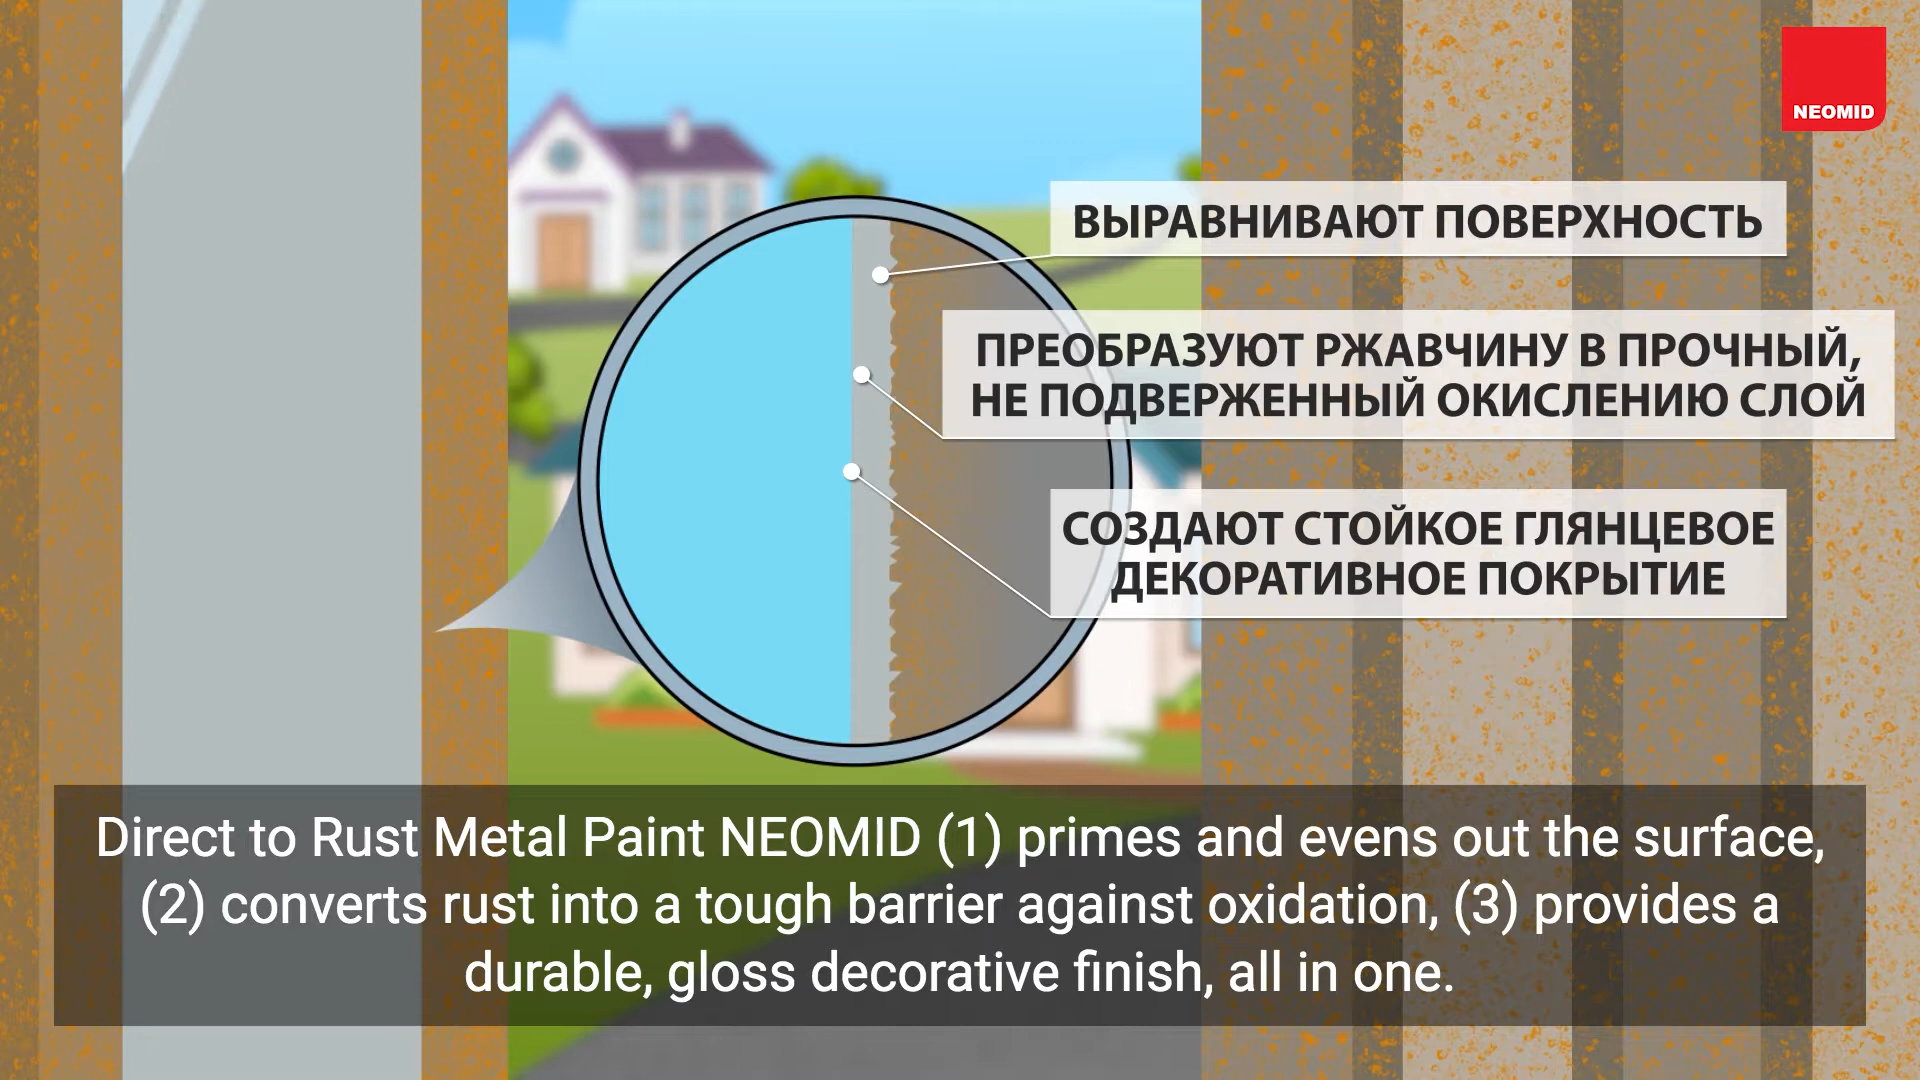 NEOMID
ВЫРАВНИВАЮТ ПОВЕРХНОСТЬ
ПРЕОБРАЗУЮТ РЖАВЧИНУ В ПРОЧНЫЙ,
НЕ ПОДВЕРЖЕННЫЙ ОКИСЛЕНИЮ СЛОЙ
СОЗДАЮТ СТОЙКОЕ ГЛЯНЦЕВОЕ
ДЕКОРАТИВНОЕ ПОКРЫТИЕ
Direct to Rust Metal Paint NEOMID (1) primes and evens out the surface,
(2) converts rust into a tough barrier against oxidation, (3) provides a
durable, gloss decorative finish, all in one.